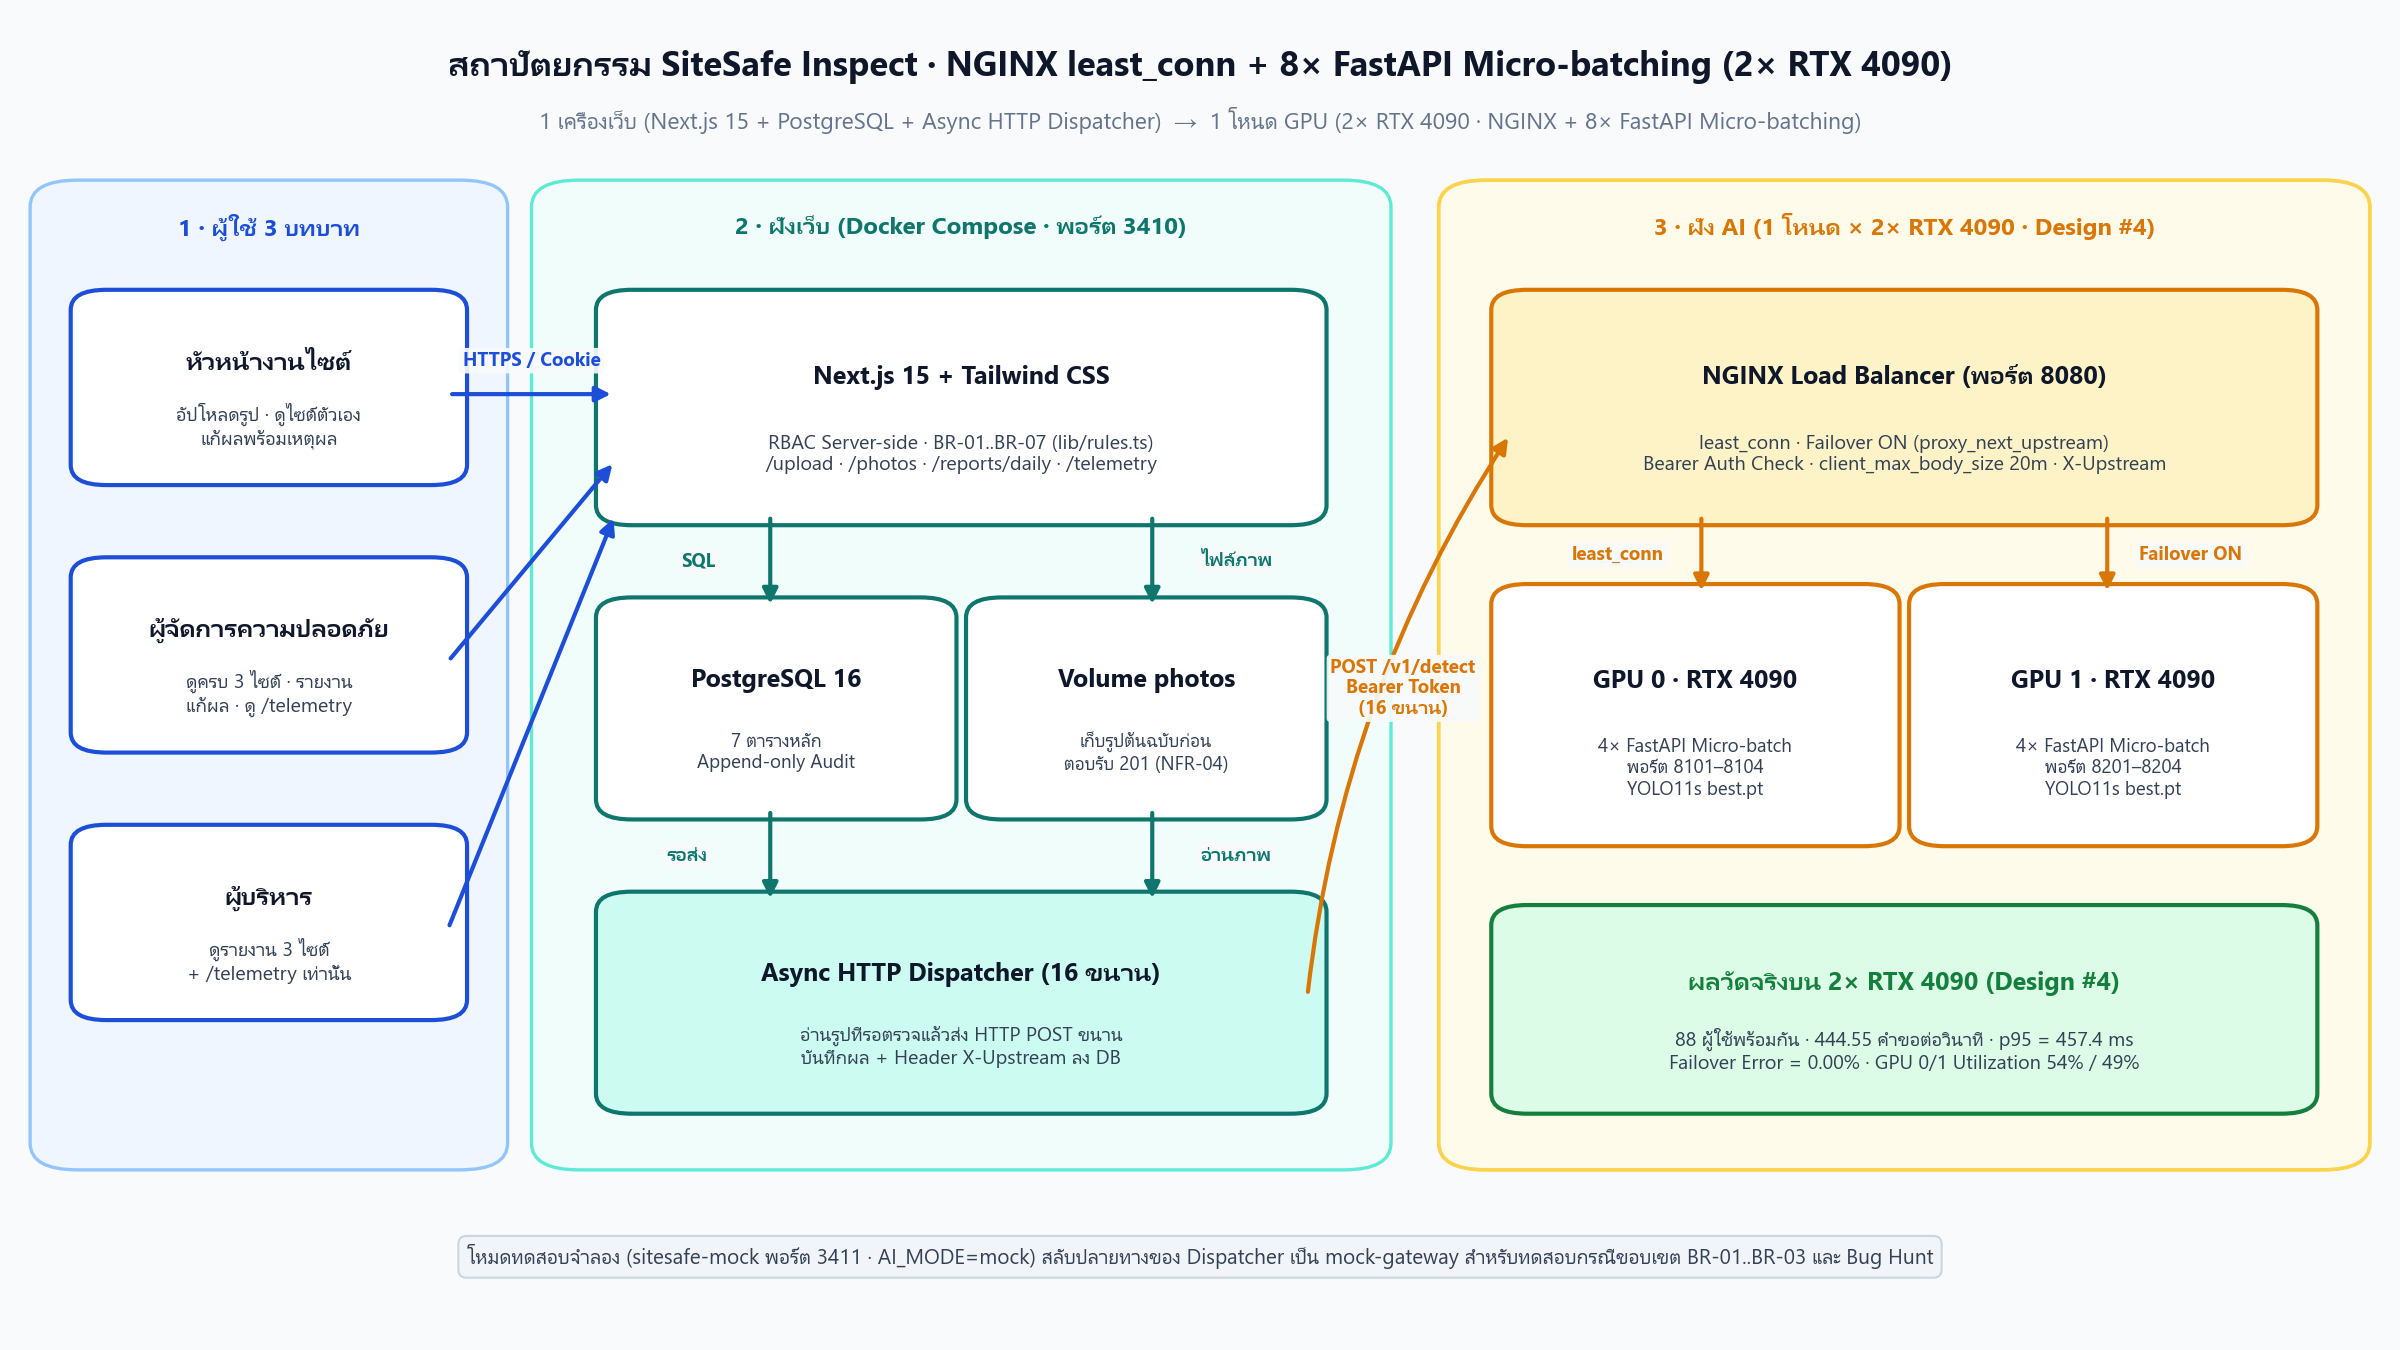 สถาปัตยกรรม SiteSafe Inspect · NGINX least_conn + 8× FastAPI Micro-batching (2× RTX 4090)
1 เครื่องเว็บ (Next.js 15 + PostgreSQL + Async HTTP Dispatcher) → 1 โหนด GPU (2× RTX 4090 · NGINX + 8× FastAPI Micro-batching)
1 · ผู้ใช้ 3 บทบาท
หัวหน้างานไซต์
อัปโหลดรูป · ดูไซต์ตัวเอง
แก้ผลพร้อมเหตุผล
ผู้จัดการความปลอดภัย
ดูครบ 3 ไซต์ · รายงาน
แก้ผล · ดู /telemetry
ผู้บริหาร
ดูรายงาน 3 ไซต์
+ /telemetry เท่านั้น
HTTPS / Cookie
2 · ฝั่งเว็บ (Docker Compose · พอร์ต 3410)
Next.js 15 + Tailwind CSS
RBAC Server-side · BR-01..BR-07 (lib/rules.ts)
/upload · /photos · /reports/daily · /telemetry
SQL
ไฟล์ภาพ
PostgreSQL 16
7 ตารางหลัก
Append-only Audit
Volume photos
เก็บรูปต้นฉบับก่อน
ตอบรับ 201 (NFR-04)
รอส่ง
อ่านภาพ
Async HTTP Dispatcher (16 ขนาน)
อ่านรูปที่รอตรวจแล้วส่ง HTTP POST ขนาน
บันทึกผล + Header X-Upstream ลง DB
POST /v1/detect
Bearer Token
(16 ขนาน)
3 · ฝั่ง AI (1 โหนด × 2× RTX 4090 · Design #4)
NGINX Load Balancer (พอร์ต 8080)
least_conn · Failover ON (proxy_next_upstream)
Bearer Auth Check · client_max_body_size 20m · X-Upstream
least_conn
Failover ON
GPU 0 · RTX 4090
4× FastAPI Micro-batch
พอร์ต 8101–8104
YOLO11s best.pt
GPU 1 · RTX 4090
4× FastAPI Micro-batch
พอร์ต 8201–8204
YOLO11s best.pt
ผลวัดจริงบน 2× RTX 4090 (Design #4)
88 ผู้ใช้พร้อมกัน · 444.55 คำขอต่อวินาที · p95 = 457.4 ms
Failover Error = 0.00% · GPU 0/1 Utilization 54% / 49%
โหมดทดสอบจำลอง (sitesafe-mock พอร์ต 3411 · AI_MODE=mock) สลับปลายทางของ Dispatcher เป็น mock-gateway สำหรับทดสอบกรณีขอบเขต BR-01..BR-03 และ Bug Hunt